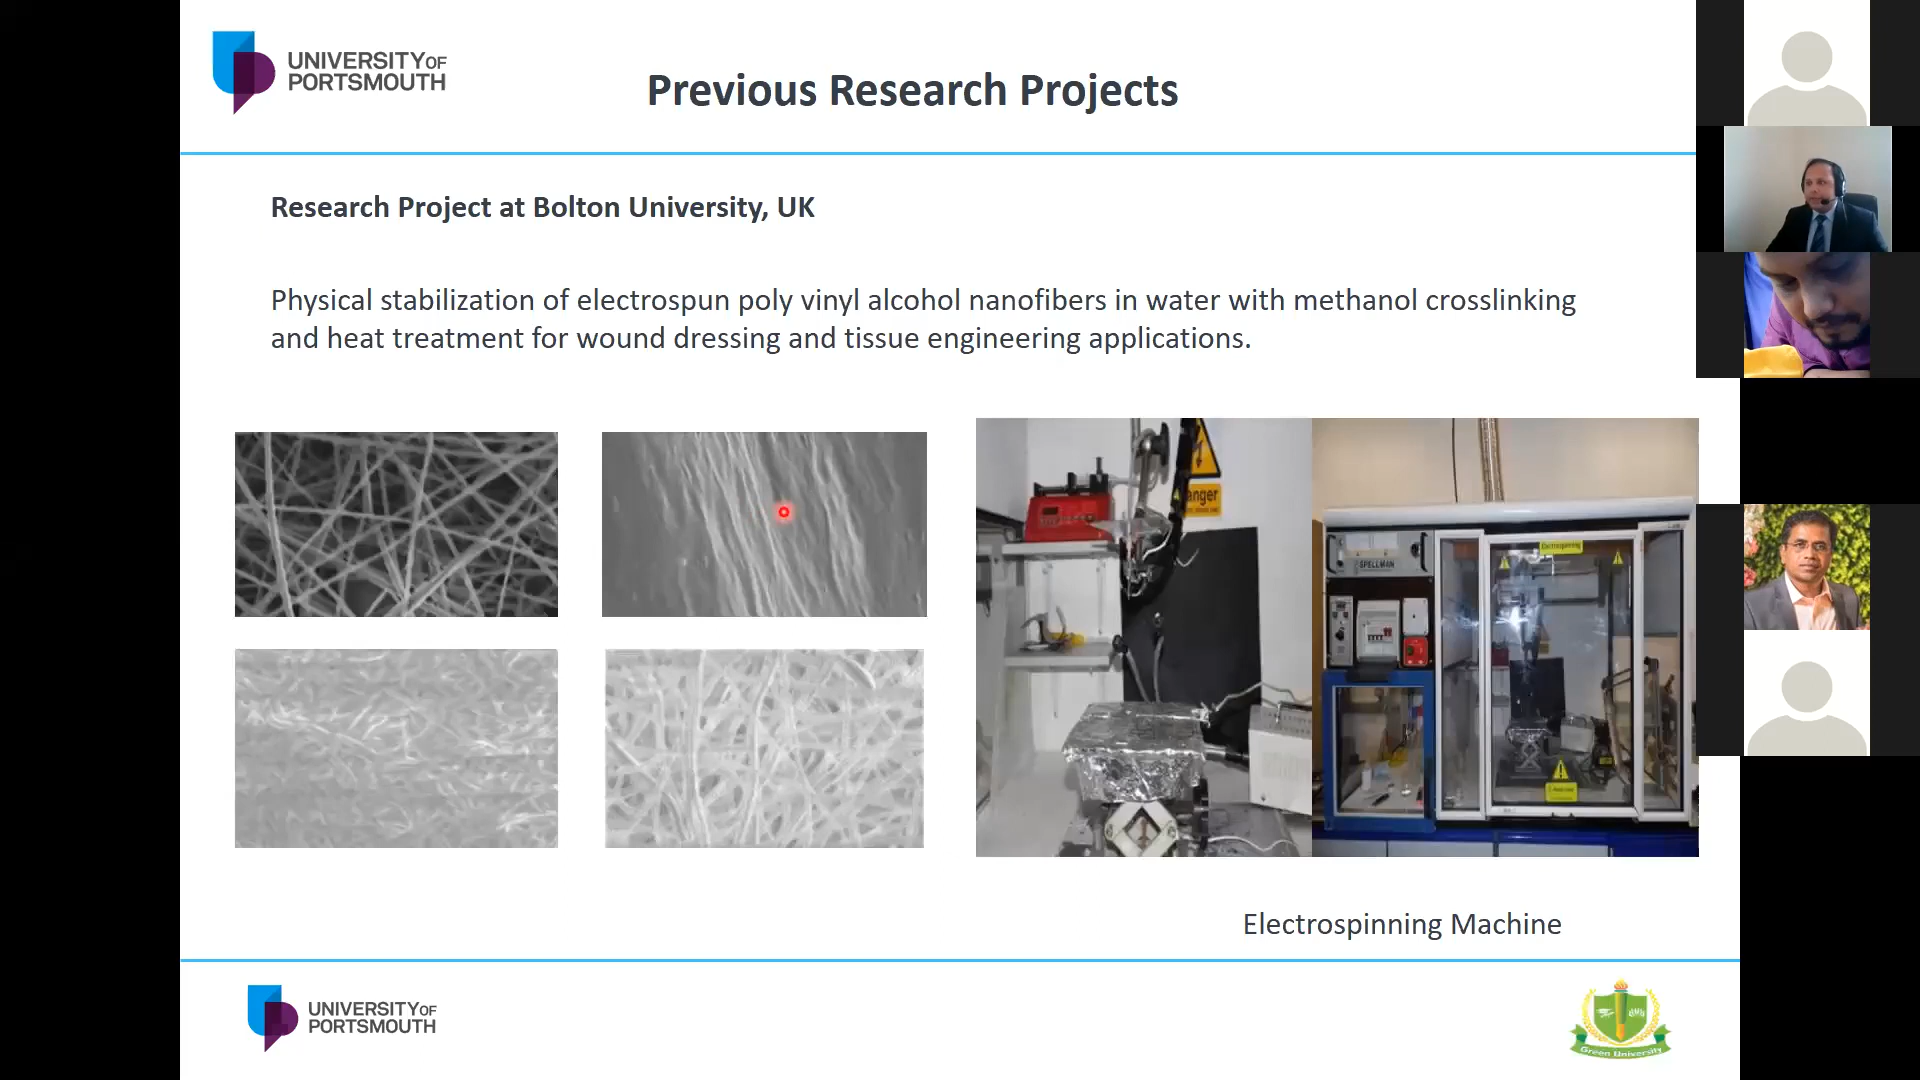 UNIVERSITY OF
PORTSMOUTH
Previous Research Projects
Research Project at Bolton University, UK
Physical stabilization of electrospun poly vinyl alcohol nanofibers in water with methanol crosslinking
and heat treatment for wound dressing and tissue engineering applications.
anger
SPELLMAN
Electrospinning
Electrospinning Machine
UNIVERSITY OF
PORTSMOUTH
Green University